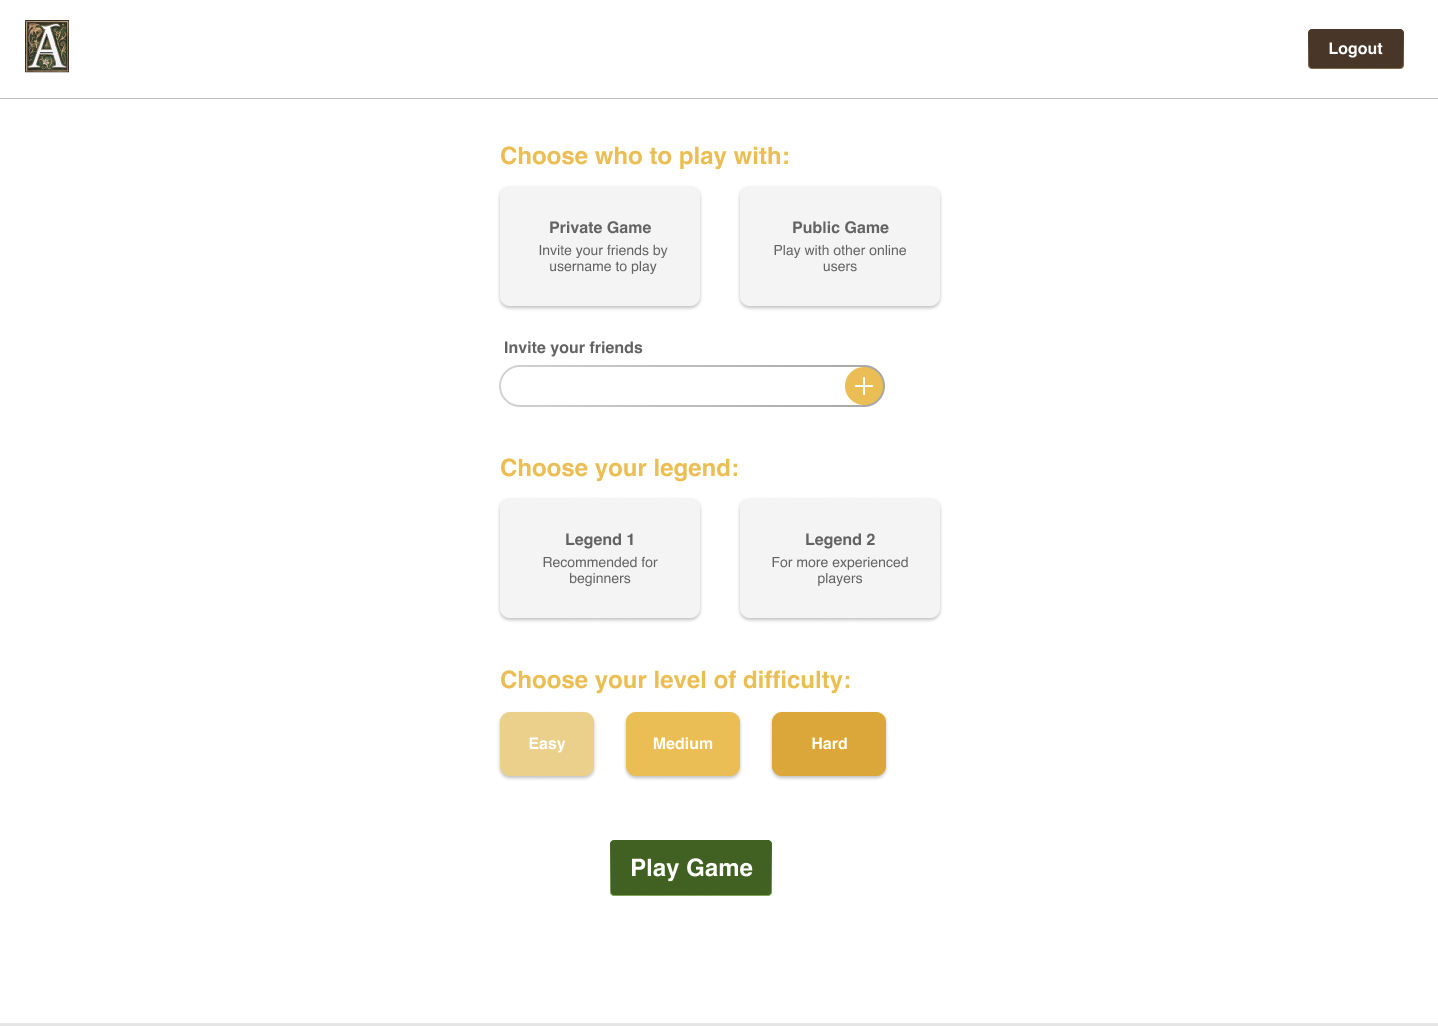 A
Logout
Choose who to play with:
Private Game
Invite your friends by
username to play
Public Game
Play with other online
users
Invite your friends
Choose your legend:
Legend 1
Recommended for
beginners
Legend 2
For more experienced
players
Choose your level of difficulty:
Easy
Medium
Hard
Play Game